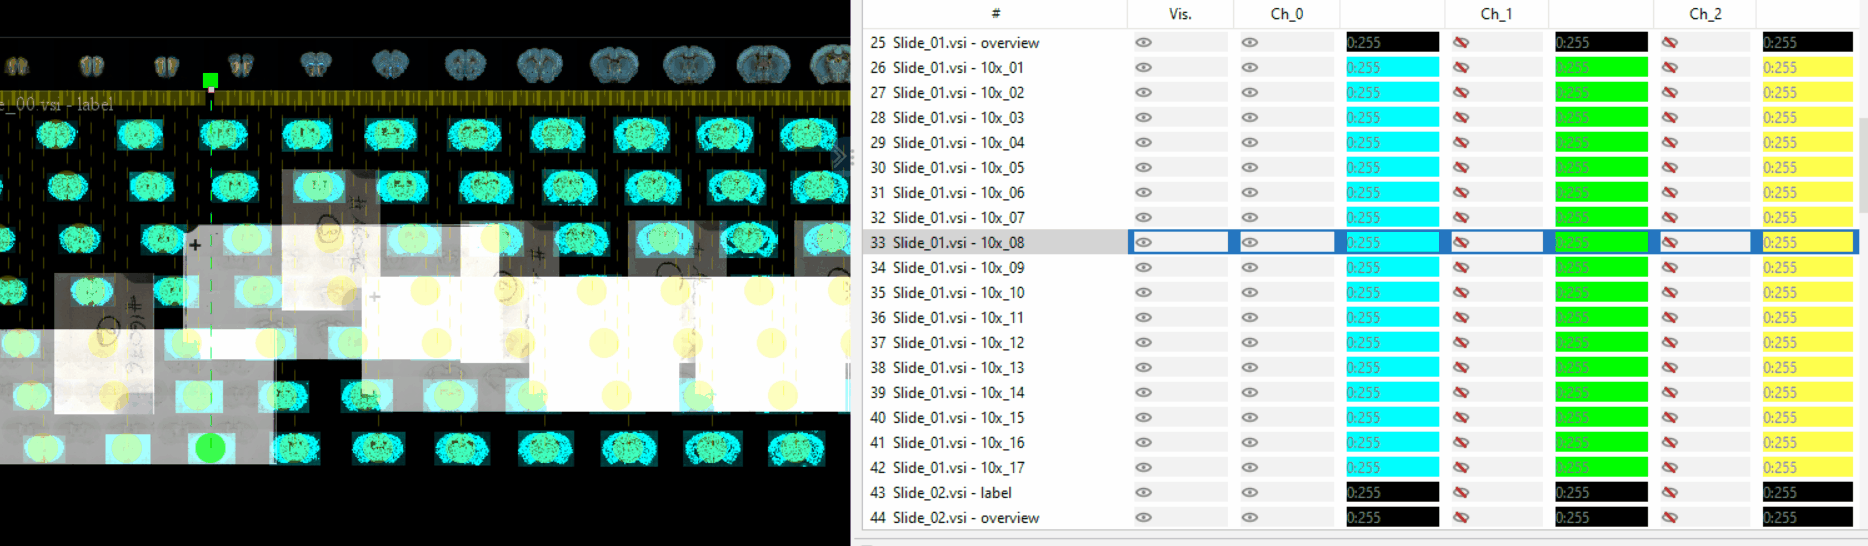 # Vis. Ch_0 Ch_1 Ch_2
25 Slide_01.vsi - overview 0:255 0:255 0:255
26 Slide_01.vsi - 10x_01 0:255 0:255 0:255
27 Slide_01.vsi - 10x_02 0:255 0:255 0:255
28 Slide_01.vsi - 10x_03 0:255 0:255 0:255
29 Slide_01.vsi - 10x_04 0:255 0:255 0:255
30 Slide_01.vsi - 10x_05 0:255 0:255 0:255
31 Slide_01.vsi - 10x_06 0:255 0:255 0:255
32 Slide_01.vsi - 10x_07 0:255 0:255 0:255
33 Slide_01.vsi - 10x_08 0:255 0:255 0:255
34 Slide_01.vsi - 10x_09 0:255 0:255 0:255
35 Slide_01.vsi - 10x_10 0:255 0:255 0:255
36 Slide_01.vsi - 10x_11 0:255 0:255 0:255
37 Slide_01.vsi - 10x_12 0:255 0:255 0:255
38 Slide_01.vsi - 10x_13 0:255 0:255 0:255
39 Slide_01.vsi - 10x_14 0:255 0:255 0:255
40 Slide_01.vsi - 10x_15 0:255 0:255 0:255
41 Slide_01.vsi - 10x_16 0:255 0:255 0:255
42 Slide_01.vsi - 10x_17 0:255 0:255 0:255
43 Slide_02.vsi - label 0:255 0:255 0:255
44 Slide_02.vsi - overview 0:255 0:255 0:255
e_00.vsi - label